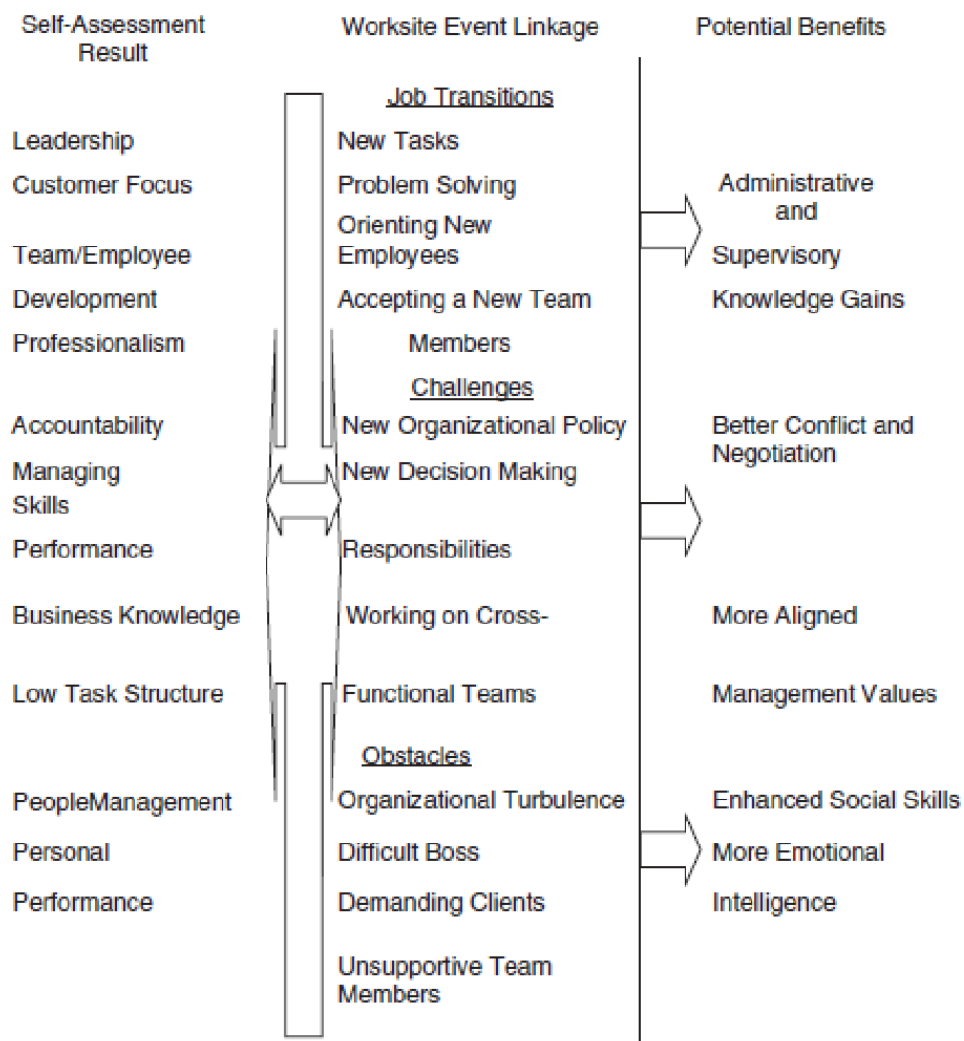 Self-Assessment
Result
Worksite Event Linkage
Potential Benefits
Job Transitions
Leadership
New Tasks
Customer Focus
Problem Solving
Administrative
and
Orienting New
Team/Employee
Employees
Supervisory
Development
Accepting a New Team
Knowledge Gains
Professionalism
Members
Challenges
Accountability
New Organizational Policy
Better Conflict and
Negotiation
Managing
Skills
New Decision Making
Performance
Responsibilities
Business Knowledge
Working on Cross-
More Aligned
Low Task Structure
Functional Teams
Management Values
Obstacles
PeopleManagement
Organizational Turbulence
Enhanced Social Skills
Personal
Difficult Boss
More Emotional
Performance
Demanding Clients
Intelligence
Unsupportive Team
Members